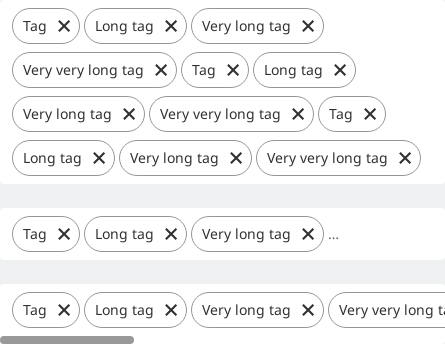 Tag Long tag Very long tag
Very very long tag Tag Long tag
Very long tag Very very long tag Tag
Long tag Very long tag Very very long tag
Tag Long tag Very long tag ...
Tag Long tag Very long tag Very very long